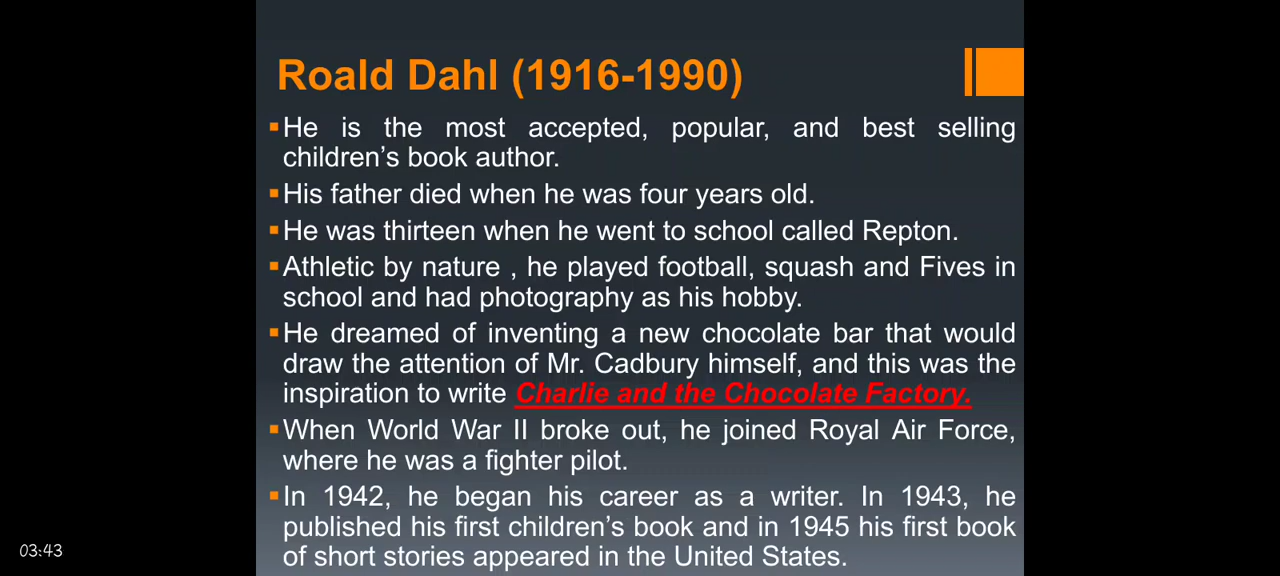 Roald Dahl (1916-1990)
▪He is the most accepted, popular, and best selling
children’s book author.
▪His father died when he was four years old.
▪He was thirteen when he went to school called Repton.
▪Athletic by nature , he played football, squash and Fives in
school and had photography as his hobby.
▪He dreamed of inventing a new chocolate bar that would
draw the attention of Mr. Cadbury himself, and this was the
inspiration to write Charlie and the Chocolate Factory.
▪When World War II broke out, he joined Royal Air Force,
where he was a fighter pilot.
▪In 1942, he began his career as a writer. In 1943, he
published his first children’s book and in 1945 his first book
of short stories appeared in the United States.
03:43